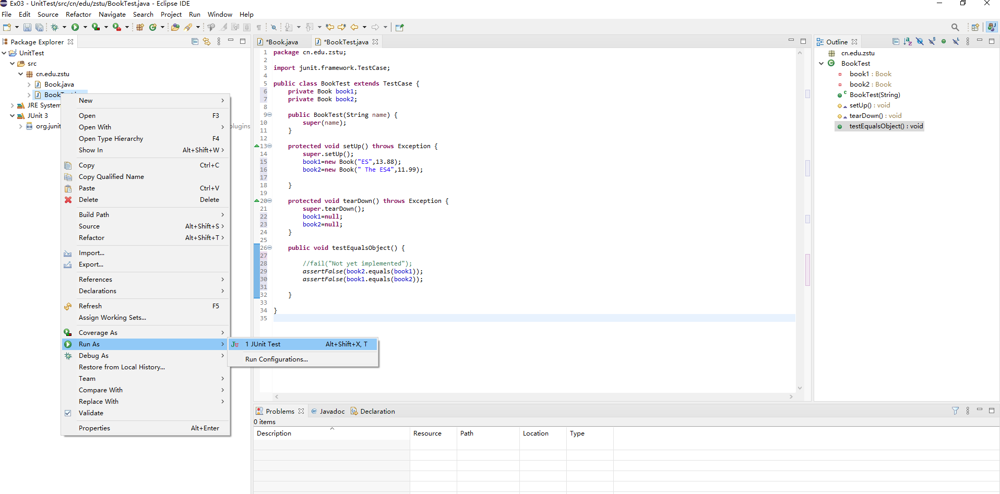 Ex03 - UnitTest/src/cn/edu/zstu/BookTest.java - Eclipse IDE
File Edit Source Refactor Navigate Search Project Run Window Help
Package Explorer
UnitTest
src
cn.edu.zstu
Book.java
JRE System
JUnit 3
org.junit
plugins
New
Open F3
Open With
Open Type Hierarchy F4
Show In Alt+Shift+W
Copy Ctrl+C
Copy Qualified Name
Paste Ctrl+V
Delete Delete
Build Path
Source Alt+Shift+S
Refactor Alt+Shift+T
Import...
Export...
References
Declarations
Refresh F5
Assign Working Sets...
Coverage As
Run As
Debug As
Restore from Local History...
Team
Compare With
Replace With
Validate
Properties Alt+Enter
1 JUnit Test Alt+Shift+X, T
Run Configurations...
*Book.java *BookTest.java
1 package cn.edu.zstu;
2
3 import junit.framework.TestCase;
4
5 public class BookTest extends TestCase {
6 private Book book1;
7 private Book book2;
8
9 public BookTest(String name) {
10 super(name);
11 }
12
13 protected void setUp() throws Exception {
14 super.setUp();
15 book1=new Book("ES",13.88);
16 book2=new Book(" The ES4",11.99);
17
18 }
19
20 protected void tearDown() throws Exception {
21 super.tearDown();
22 book1=null;
23 book2=null;
24 }
25
26 public void testEqualsObject() {
27
28 //fail("Not yet implemented");
29 assertFalse(book2.equals(book1));
30 assertFalse(book1.equals(book2));
31
32 }
33
34 }
35
Outline
cn.edu.zstu
BookTest
book1 : Book
book2 : Book
BookTest(String)
setUp() : void
tearDown() : void
testEqualsObject() : void
Problems @ Javadoc Declaration
0 items
Description Resource Path Location Type